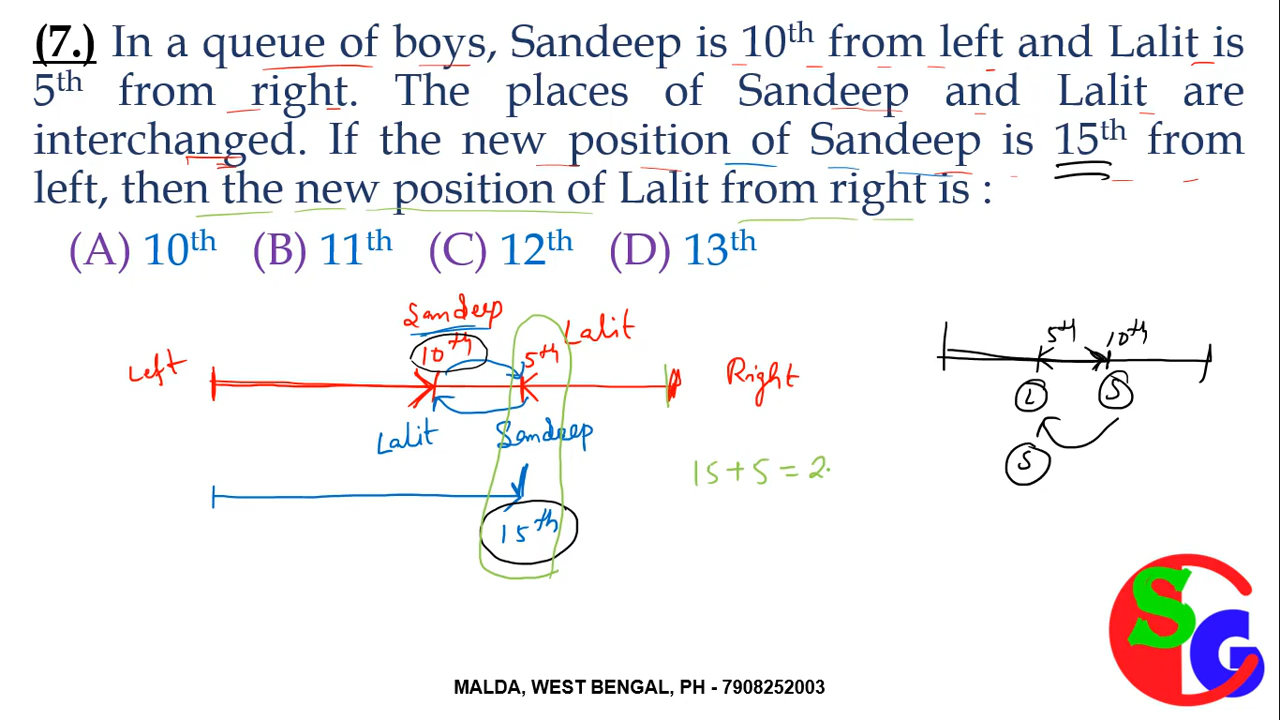 (7.) In a queue of boys, Sandeep is 10th from left and Lalit is
5th from right. The places of Sandeep and Lalit are
interchanged. If the new position of Sandeep is 15th from
left, then the new position of Lalit from right is :
(A) 10th (B) 11th (C) 12th (D) 13th
Sandeep
Lalit
10th
5th
Left
Right
Lalit
Sandeep
15th
15+5=2
5th
10th
L
S
S
SG
MALDA, WEST BENGAL, PH - 7908252003